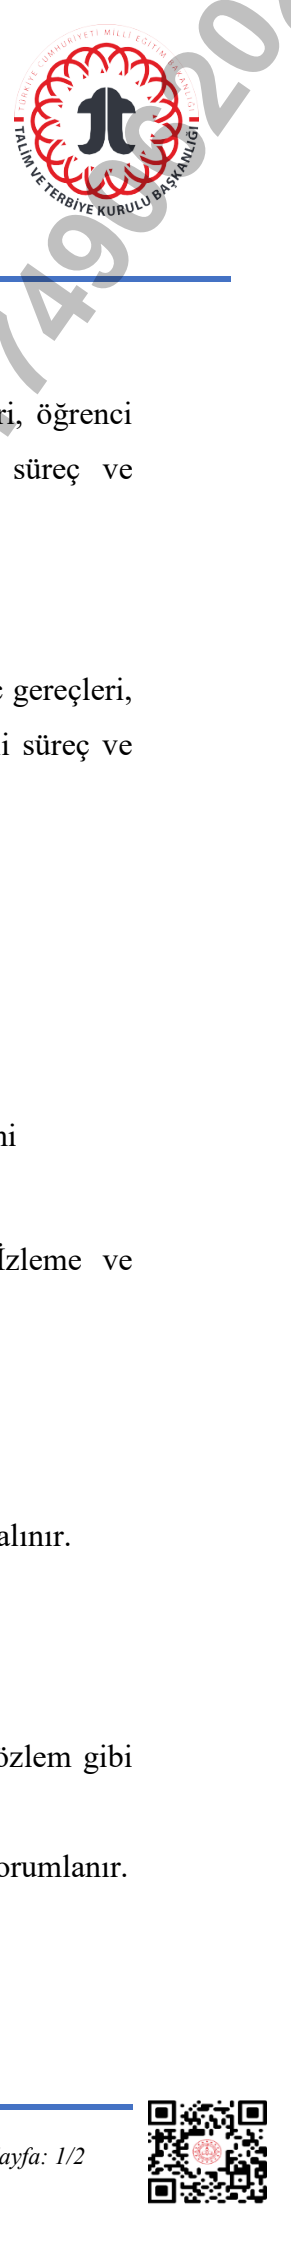 TÜRKİYE CUMHURİYETİ MİLLÎ EĞİTİM BAKANLIĞI
TALİM VE TERBİYE KURULU BAŞKANLIĞI
ri, öğrenci
süreç ve
gereçleri,
i süreç ve
ni
İzleme ve
alınır.
özlem gibi
orumlanır.
ayfa: 1/2